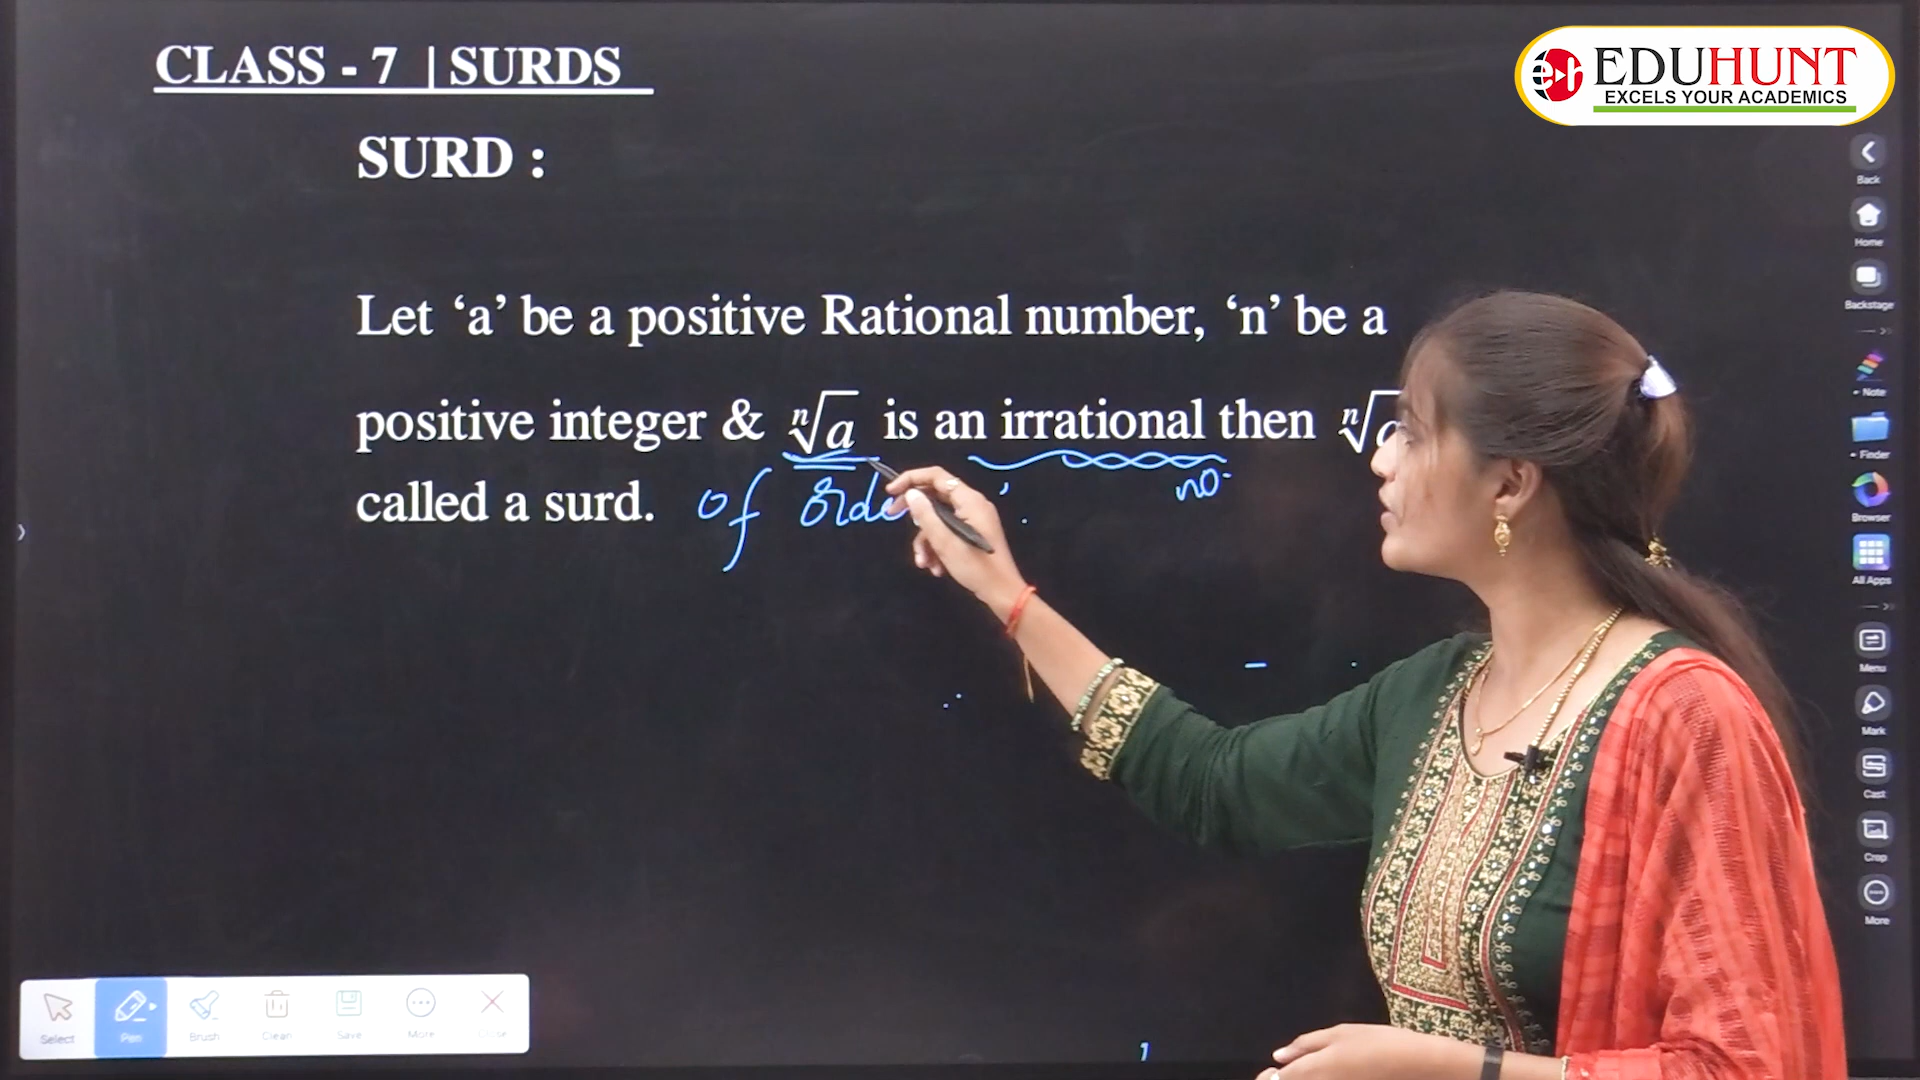 CLASS - 7 | SURDS
EDUHUNT
EXCELS YOUR ACADEMICS
SURD :
Let ‘a’ be a positive Rational number, ‘n’ be a
positive integer & ⁿ√a is an irrational then ⁿ√a
no.
called a surd. of orde
Back
Home
Backstage
Note
Finder
Browser
All Apps
Menu
Mark
Cast
Crop
More
Select Pen Brush Clean Save More Close